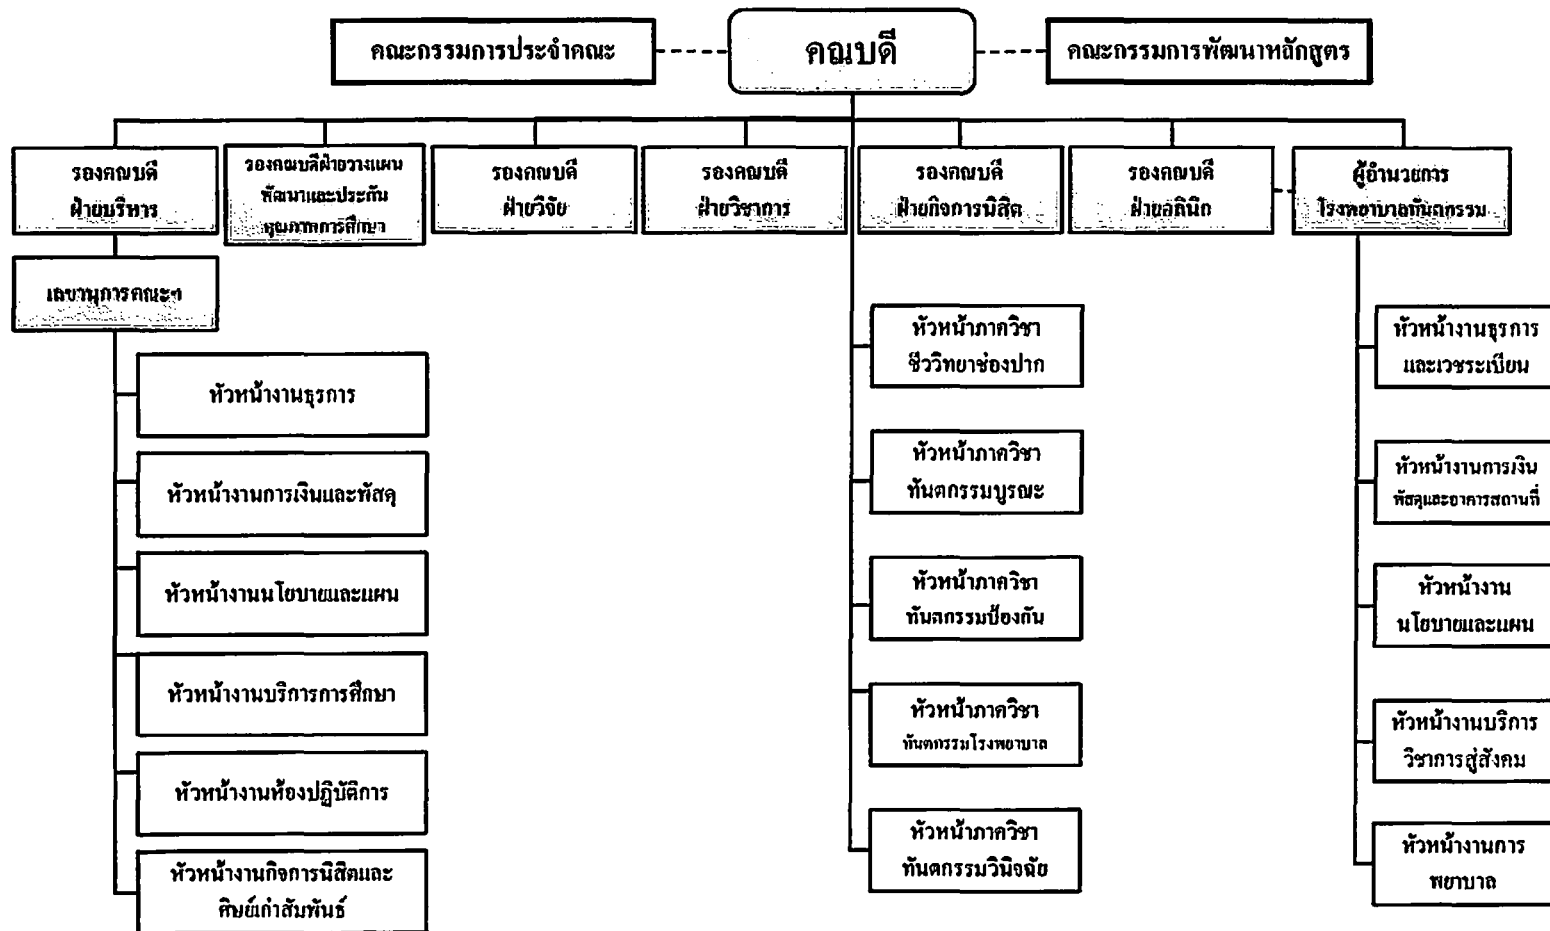 คณะกรรมการประจำคณะ
คณบดี
คณะกรรมการพัฒนาหลักสูตร
รองคณบดี
ฝ่ายบริหาร
รองคณบดีฝ่ายวางแผน
พัฒนาและประกัน
คุณภาพการศึกษา
รองคณบดี
ฝ่ายวิจัย
รองคณบดี
ฝ่ายวิชาการ
รองคณบดี
ฝ่ายกิจการนิสิต
รองคณบดี
ฝ่ายคลินิก
ผู้อำนวยการ
โรงพยาบาลทันตกรรม
เลขานุการคณะฯ
หัวหน้างานธุรการ
หัวหน้างานการเงินและพัสดุ
หัวหน้างานนโยบายและแผน
หัวหน้างานบริการการศึกษา
หัวหน้างานห้องปฏิบัติการ
หัวหน้างานกิจการนิสิตและ
ศิษย์เก่าสัมพันธ์
หัวหน้าภาควิชา
ชีววิทยาช่องปาก
หัวหน้าภาควิชา
ทันตกรรมบูรณะ
หัวหน้าภาควิชา
ทันตกรรมป้องกัน
หัวหน้าภาควิชา
ทันตกรรมโรงพยาบาล
หัวหน้าภาควิชา
ทันตกรรมวินิจฉัย
หัวหน้างานธุรการ
และเวชระเบียน
หัวหน้างานการเงิน
พัสดุและอาคารสถานที่
หัวหน้างาน
นโยบายและแผน
หัวหน้างานบริการ
วิชาการสู่สังคม
หัวหน้างานการ
พยาบาล